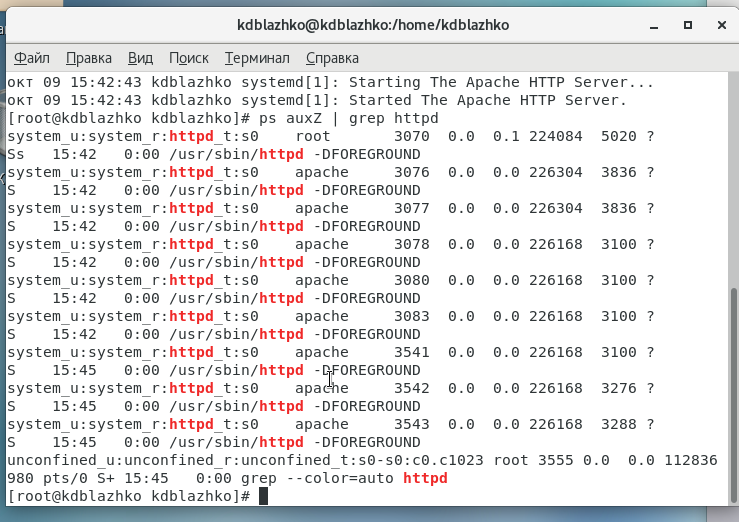 kdblazhko@kdblazhko:/home/kdblazhko
Файл Правка Вид Поиск Терминал Справка
окт 09 15:42:43 kdblazhko systemd[1]: Starting The Apache HTTP Server...
окт 09 15:42:43 kdblazhko systemd[1]: Started The Apache HTTP Server.
[root@kdblazhko kdblazhko]# ps auxZ | grep httpd
system_u:system_r:httpd_t:s0    root       3070  0.0  0.1 224084  5020 ?
Ss   15:42   0:00 /usr/sbin/httpd -DFOREGROUND
system_u:system_r:httpd_t:s0    apache     3076  0.0  0.0 226304  3836 ?
S    15:42   0:00 /usr/sbin/httpd -DFOREGROUND
system_u:system_r:httpd_t:s0    apache     3077  0.0  0.0 226304  3836 ?
S    15:42   0:00 /usr/sbin/httpd -DFOREGROUND
system_u:system_r:httpd_t:s0    apache     3078  0.0  0.0 226168  3100 ?
S    15:42   0:00 /usr/sbin/httpd -DFOREGROUND
system_u:system_r:httpd_t:s0    apache     3080  0.0  0.0 226168  3100 ?
S    15:42   0:00 /usr/sbin/httpd -DFOREGROUND
system_u:system_r:httpd_t:s0    apache     3083  0.0  0.0 226168  3100 ?
S    15:42   0:00 /usr/sbin/httpd -DFOREGROUND
system_u:system_r:httpd_t:s0    apache     3541  0.0  0.0 226168  3100 ?
S    15:45   0:00 /usr/sbin/httpd -DFOREGROUND
system_u:system_r:httpd_t:s0    apache     3542  0.0  0.0 226168  3276 ?
S    15:45   0:00 /usr/sbin/httpd -DFOREGROUND
system_u:system_r:httpd_t:s0    apache     3543  0.0  0.0 226168  3288 ?
S    15:45   0:00 /usr/sbin/httpd -DFOREGROUND
unconfined_u:unconfined_r:unconfined_t:s0-s0:c0.c1023 root 3555 0.0  0.0 112836
980 pts/0 S+ 15:45   0:00 grep --color=auto httpd
[root@kdblazhko kdblazhko]#